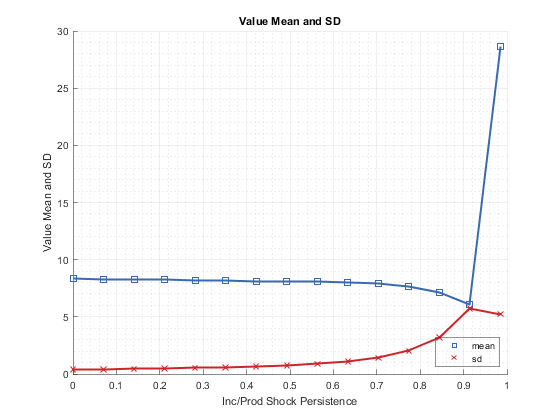 Value Mean and SD
30
25
20
15
10
5
0
Value Mean and SD
0 0.1 0.2 0.3 0.4 0.5 0.6 0.7 0.8 0.9 1
Inc/Prod Shock Persistence
mean
sd